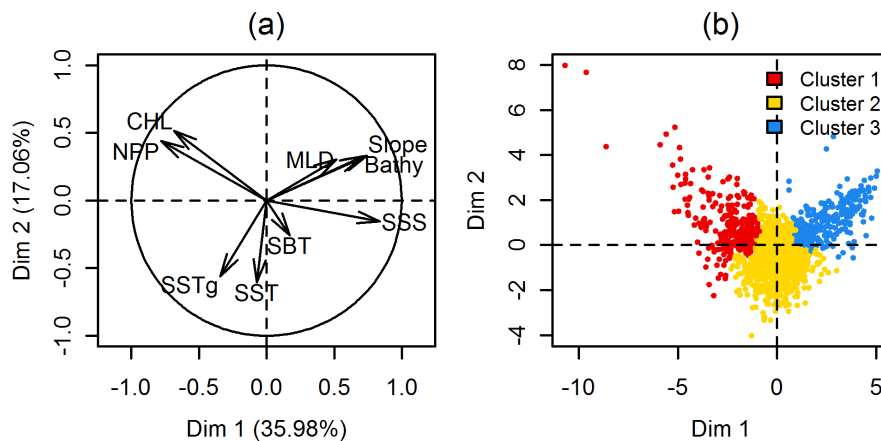 (a)
1.0
0.5
0.0
-0.5
-1.0
Dim 2 (17.06%)
CHL
NPP
MLD
Slope
Bathy
SSS
SBT
SSTg
SST
-1.0 -0.5 0.0 0.5 1.0
Dim 1 (35.98%)
(b)
8
6
4
2
0
-2
-4
Dim 2
Cluster 1
Cluster 2
Cluster 3
-10 -5 0 5
Dim 1